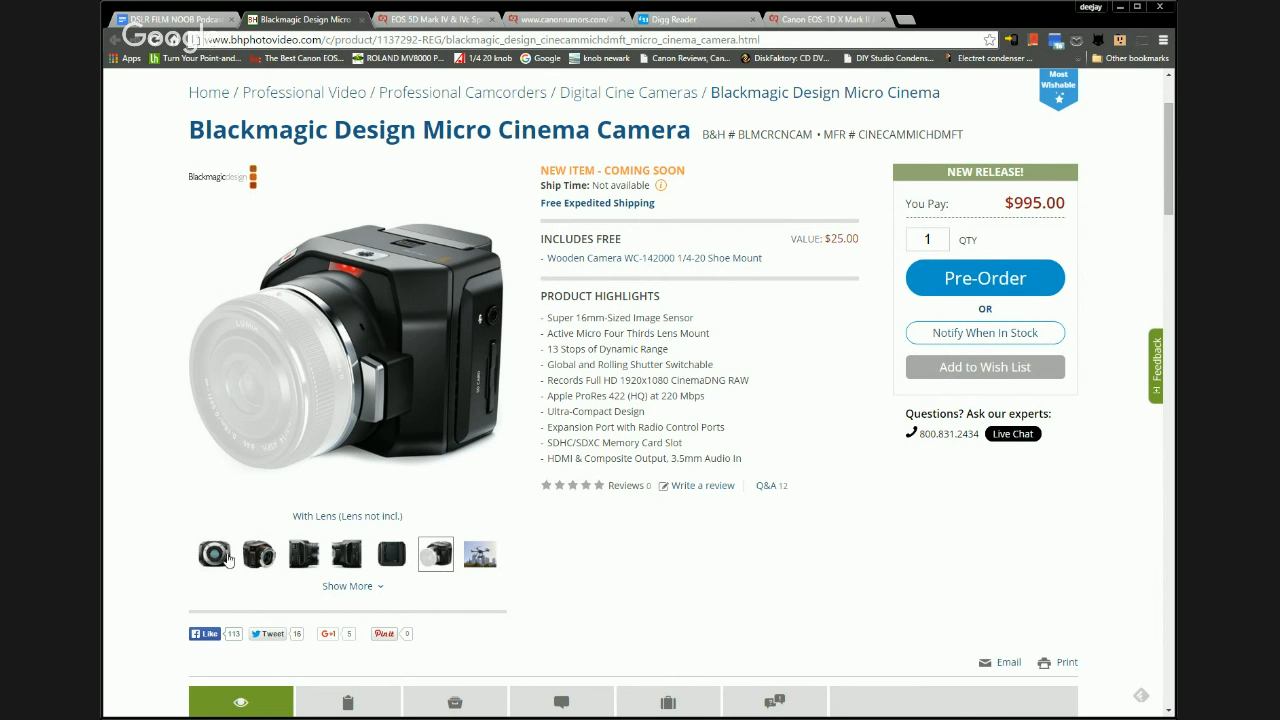 deejay
DSLR FILM NOOB Podcast
Blackmagic Design Micro
EOS 5D Mark IV & IVc Sp
www.canonrumors.com/
Digg Reader
Canon EOS-1D X Mark II A
Goog
www.bhphotovideo.com/c/product/1137292-REG/blackmagic_design_cinecammichdmft_micro_cinema_camera.html
Apps
Turn Your Point-and...
The Best Canon EOS...
ROLAND MV8000 P...
1/4 20 knob
Google
knob newark
Canon Reviews, Can...
DiskFaktory: CD DV...
DIY Studio Condens...
Electret condenser ...
Other bookmarks
Home / Professional Video / Professional Camcorders / Digital Cine Cameras / Blackmagic Design Micro Cinema
Most
Wishable
Blackmagic Design Micro Cinema Camera B&H # BLMCRCNCAM • MFR # CINECAMMICHDMFT
Blackmagicdesign
NEW ITEM - COMING SOON
Ship Time: Not available
Free Expedited Shipping
INCLUDES FREE VALUE: $25.00
- Wooden Camera WC-142000 1/4-20 Shoe Mount
PRODUCT HIGHLIGHTS
- Super 16mm-Sized Image Sensor
- Active Micro Four Thirds Lens Mount
- 13 Stops of Dynamic Range
- Global and Rolling Shutter Switchable
- Records Full HD 1920x1080 CinemaDNG RAW
- Apple ProRes 422 (HQ) at 220 Mbps
- Ultra-Compact Design
- Expansion Port with Radio Control Ports
- SDHC/SDXC Memory Card Slot
- HDMI & Composite Output, 3.5mm Audio In
Reviews 0 Write a review Q&A 12
NEW RELEASE!
You Pay: $995.00
1 QTY
Pre-Order
OR
Notify When In Stock
Add to Wish List
Questions? Ask our experts:
800.831.2434 Live Chat
Feedback
LUMIX
With Lens (Lens not incl.)
Show More
Like 113 Tweet 16 G+1 5 Pin it 0
Email Print